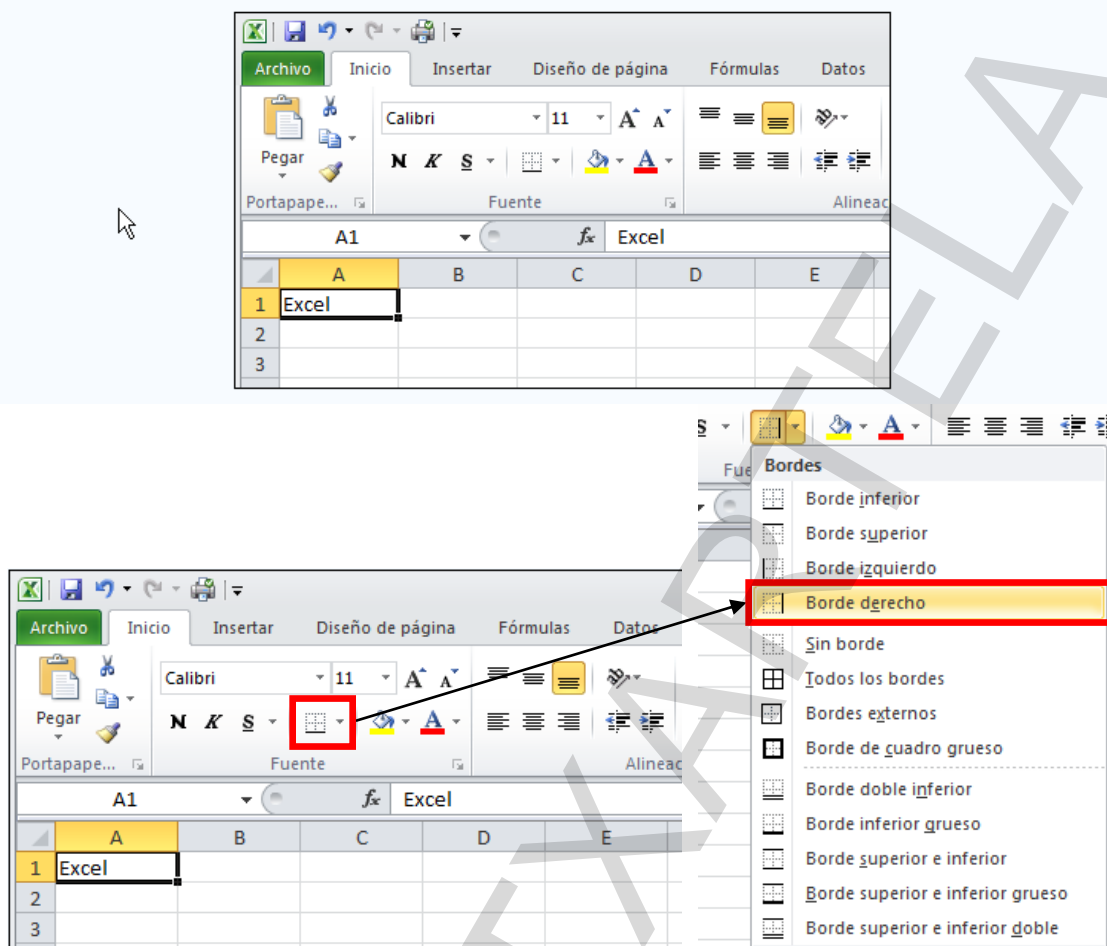 Archivo Inicio Insertar Diseño de página Fórmulas Datos
Calibri 11 A A
Pegar N K S A
Portapape... Fuente Alineac
A1 fx Excel
A B C D E
1 Excel
2
3
S A
Fue
Bordes
Borde inferior
Borde superior
Borde izquierdo
Borde derecho
Sin borde
Todos los bordes
Bordes externos
Borde de cuadro grueso
Borde doble inferior
Borde inferior grueso
Borde superior e inferior
Borde superior e inferior grueso
Borde superior e inferior doble
Archivo Inicio Insertar Diseño de página Fórmulas Datos
Calibri 11 A A
Pegar N K S A
Portapape... Fuente Alineac
A1 fx Excel
A B C D E
1 Excel
2
3
EXARTELA